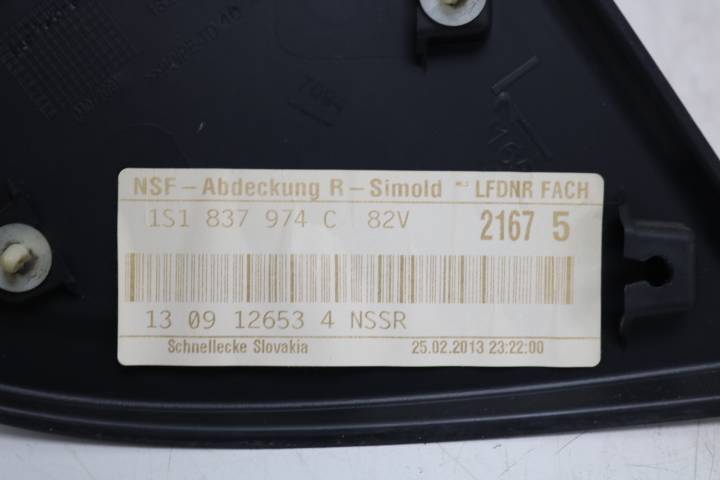 NSF - Abdeckung R - Simold LFDNR FACH
1S1 837 974 C 82V 2167 5
13 09 12653 4 NSSR
Schnellecke Slovakia 25.02.2013 23:22:00